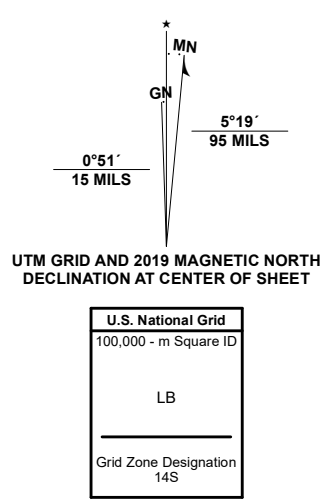 ★
MN
GN
5°19´
95 MILS
0°51´
15 MILS
UTM GRID AND 2019 MAGNETIC NORTH
DECLINATION AT CENTER OF SHEET
U.S. National Grid
100,000 - m Square ID
LB
Grid Zone Designation
14S